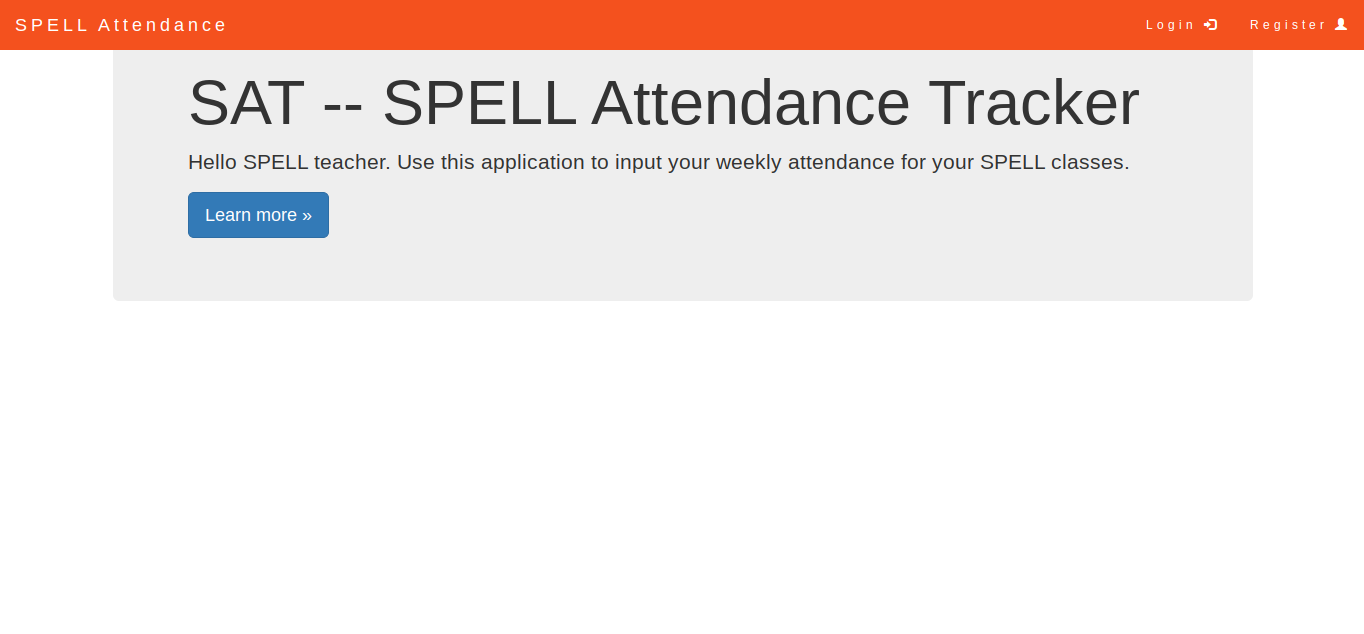 SPELL Attendance
Login
Register
SAT -- SPELL Attendance Tracker
Hello SPELL teacher. Use this application to input your weekly attendance for your SPELL classes.
Learn more »